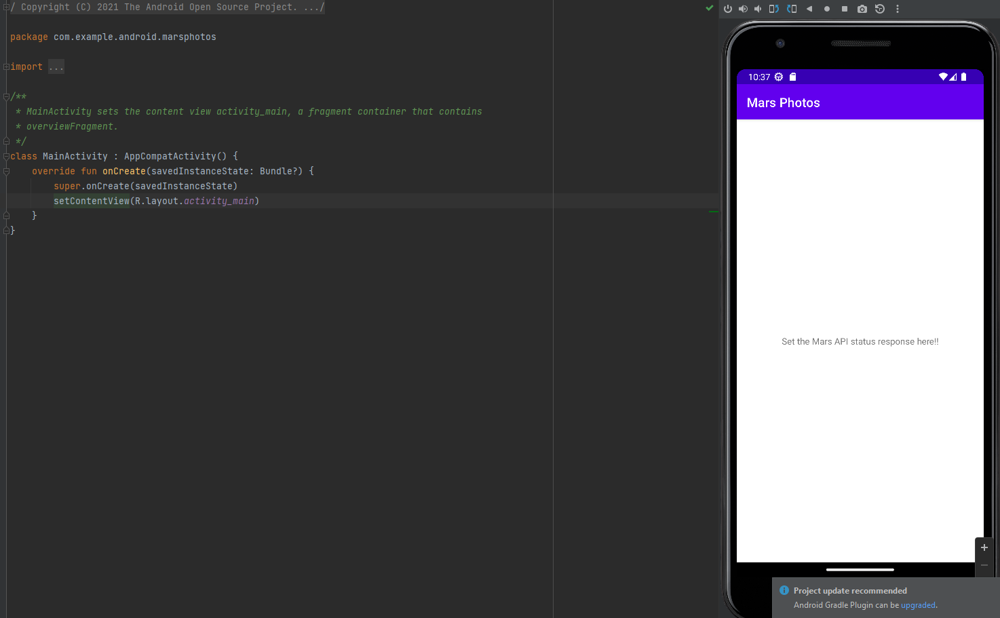 / Copyright (C) 2021 The Android Open Source Project. .../
package com.example.android.marsphotos
import ...
/**
* MainActivity sets the content view activity_main, a fragment container that contains
* overviewFragment.
*/
class MainActivity : AppCompatActivity() {
override fun onCreate(savedInstanceState: Bundle?) {
super.onCreate(savedInstanceState)
setContentView(R.layout.activity_main)
}
}
10:37
Mars Photos
Set the Mars API status response here!!
Project update recommended
Android Gradle Plugin can be upgraded.